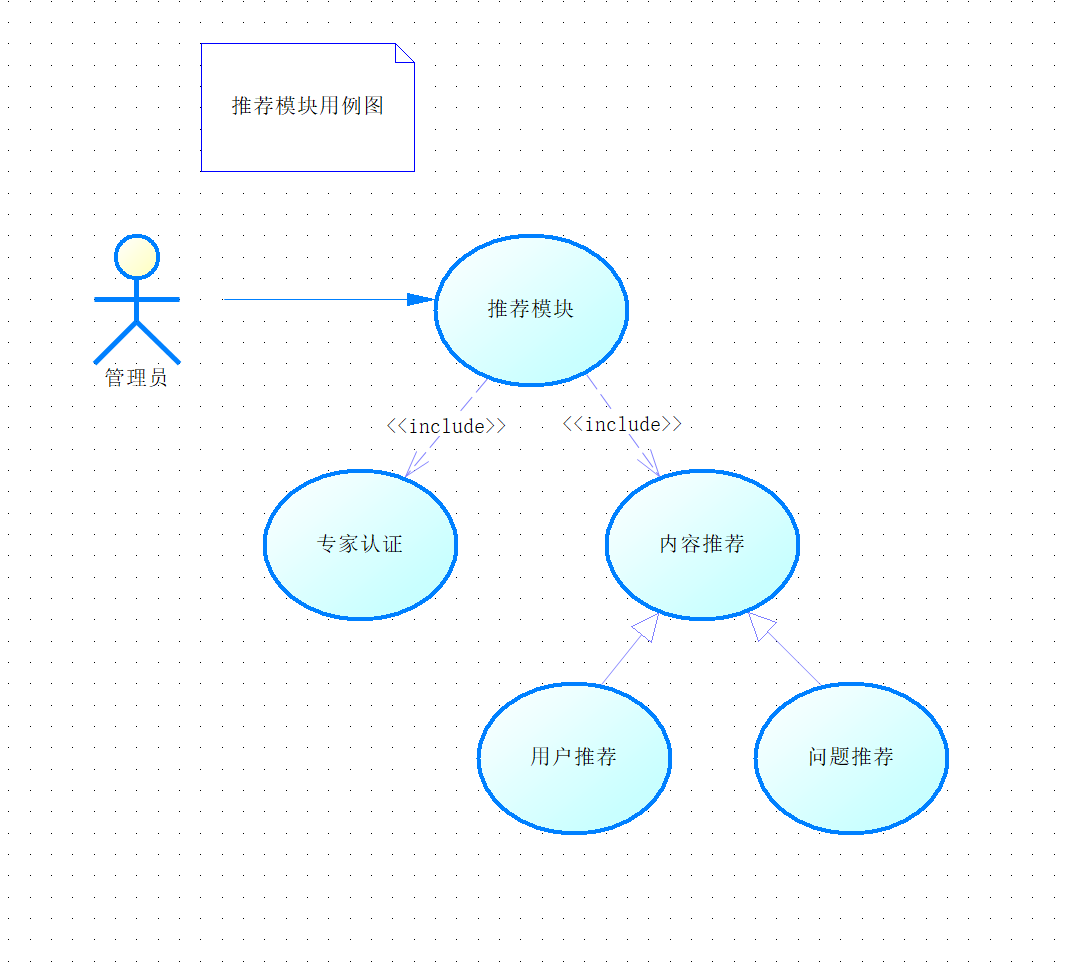 推荐模块用例图
推荐模块
管理员
<<include>>
<<include>>
专家认证
内容推荐
用户推荐
问题推荐